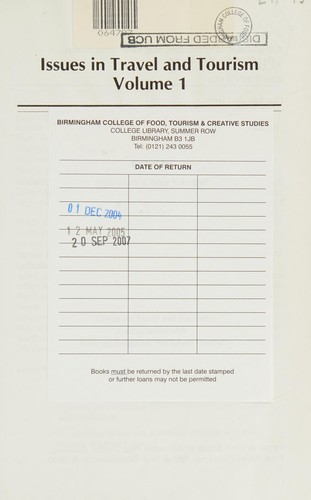 DISCARDED FROM UCB
Issues in Travel and Tourism
Volume 1
BIRMINGHAM COLLEGE OF FOOD, TOURISM & CREATIVE STUDIES
COLLEGE LIBRARY, SUMMER ROW
BIRMINGHAM B3 1JB
Tel: (0121) 243 0055
DATE OF RETURN
01 DEC 2004
12 MAY 2005
20 SEP 2007
Books must be returned by the last date stamped
or further loans may not be permitted